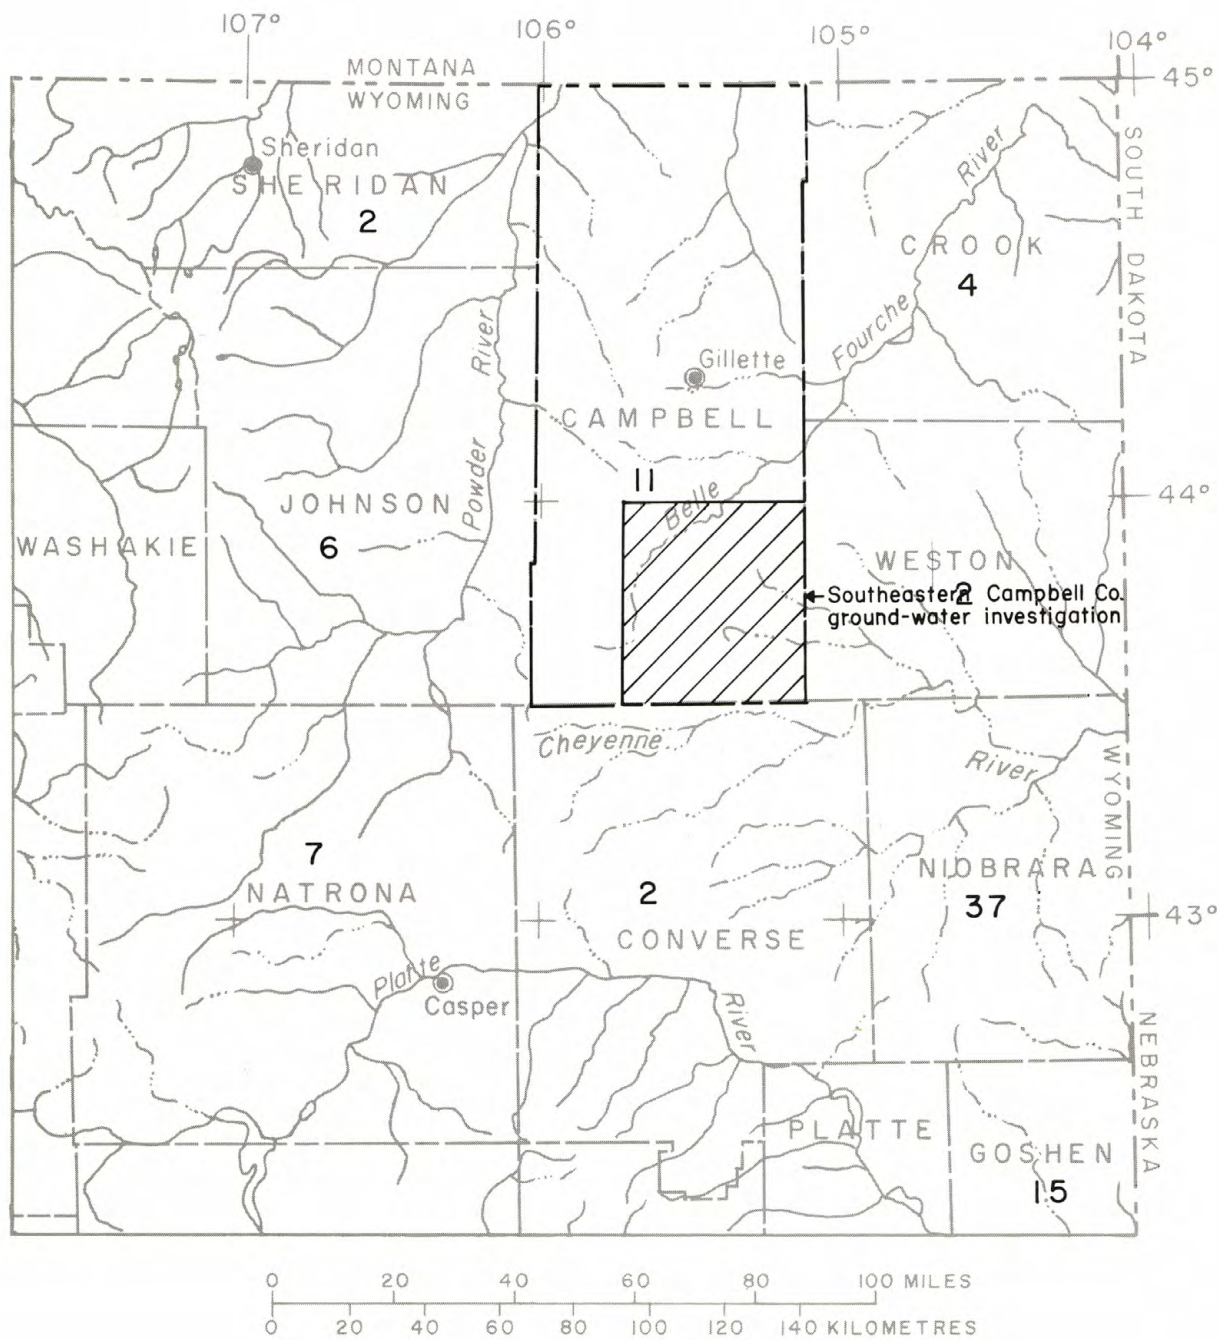 107°
106°
105°
104°
MONTANA
WYOMING
45°
Sheridan
SHERIDAN
2
River
CROOK
4
SOUTH DAKOTA
Fourche
River
Gillette
CAMPBELL
11
Belle
44°
JOHNSON
6
Powder
WASHAKIE
WESTON
2
Southeastern Campbell Co.
ground-water investigation
Cheyenne
River
WYOMING
7
NATRONA
2
CONVERSE
NIOBRARA
37
43°
Platte
Casper
River
NEBRASKA
PLATTE
GOSHEN
15
0 20 40 60 80 100 MILES
0 20 40 60 80 100 120 140 KILOMETRES